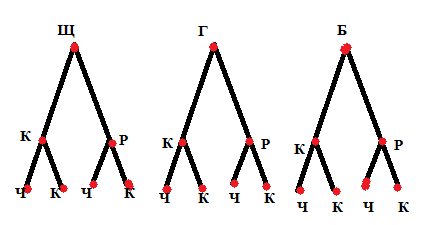 Щ Г Б
К Р К Р К Р
Ч К Ч К Ч К Ч К Ч К Ч К